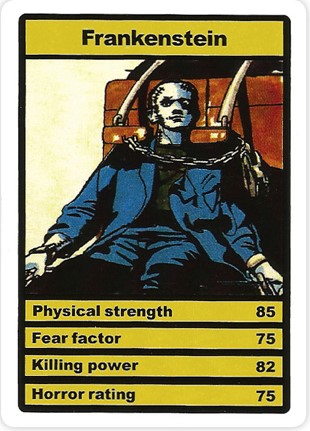 Frankenstein
Physical strength 85
Fear factor 75
Killing power 82
Horror rating 75